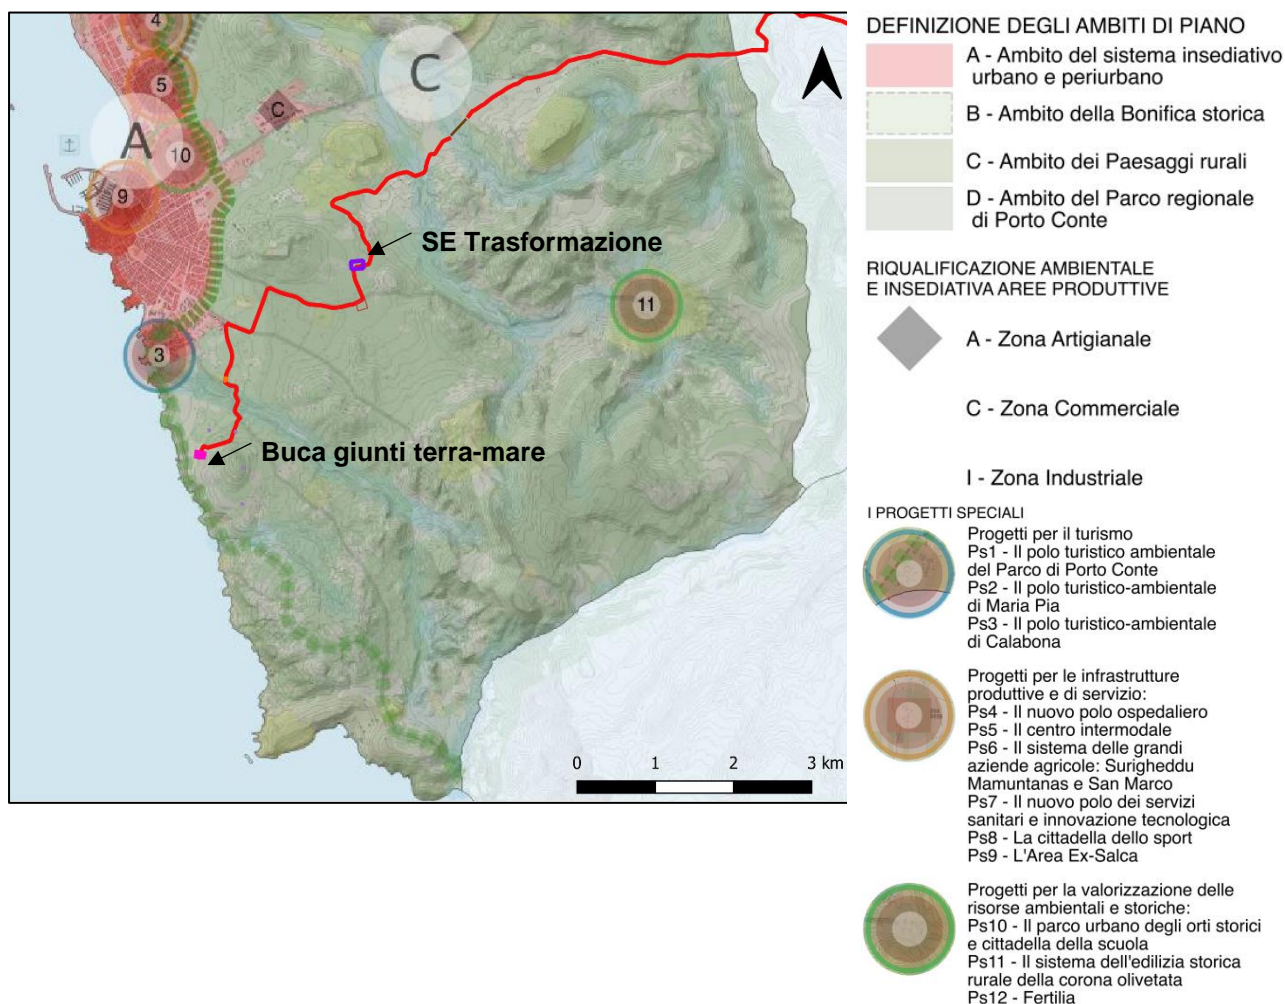 4
5
C
C
A
10
9
SE Trasformazione
11
3
Buca giunti terra-mare
0 1 2 3 km
DEFINIZIONE DEGLI AMBITI DI PIANO
A - Ambito del sistema insediativo
urbano e periurbano
B - Ambito della Bonifica storica
C - Ambito dei Paesaggi rurali
D - Ambito del Parco regionale
di Porto Conte
RIQUALIFICAZIONE AMBIENTALE
E INSEDIATIVA AREE PRODUTTIVE
A - Zona Artigianale
C - Zona Commerciale
I - Zona Industriale
I PROGETTI SPECIALI
Progetti per il turismo
Ps1 - Il polo turistico ambientale
del Parco di Porto Conte
Ps2 - Il polo turistico-ambientale
di Maria Pia
Ps3 - Il polo turistico-ambientale
di Calabona
Progetti per le infrastrutture
produttive e di servizio:
Ps4 - Il nuovo polo ospedaliero
Ps5 - Il centro intermodale
Ps6 - Il sistema delle grandi
aziende agricole: Surigheddu
Mamuntanas e San Marco
Ps7 - Il nuovo polo dei servizi
sanitari e innovazione tecnologica
Ps8 - La cittadella dello sport
Ps9 - L'Area Ex-Salca
Progetti per la valorizzazione delle
risorse ambientali e storiche:
Ps10 - Il parco urbano degli orti storici
e cittadella della scuola
Ps11 - Il sistema dell'edilizia storica
rurale della corona olivetata
Ps12 - Fertilia